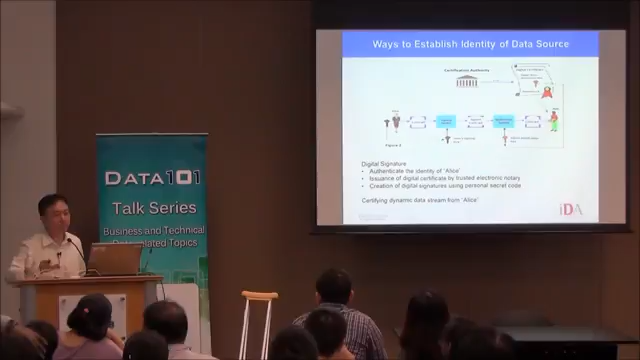 Ways to Establish Identity of Data Source
Certification Authority
Digital Signature
• Authenticate the identity of "Alice"
• Issuance of digital certificate by trusted electronic notary
• Creation of digital signatures using personal secret code
Certifying dynamic data stream from "Alice"
iDA
DATA101
Talk Series
Business and Technical
Topics